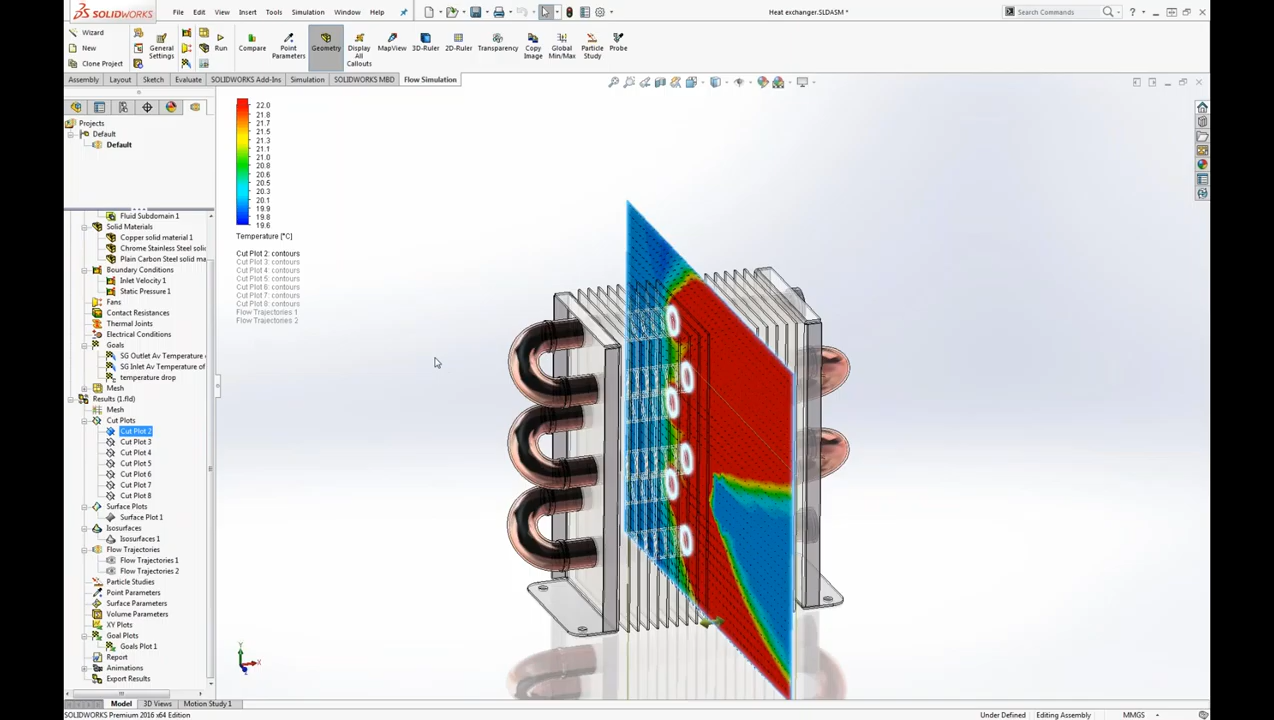 SOLIDWORKS
File
Edit
View
Insert
Tools
Simulation
Window
Help
Heat exchanger.SLDASM *
Search Commands
Wizard
New
Clone Project
General Settings
Run
Compare
Point Parameters
Geometry
Display All Callouts
MapView
3D-Ruler
2D-Ruler
Transparency
Copy Image
Global Min/Max
Particle Study
Probe
Assembly
Layout
Sketch
Evaluate
SOLIDWORKS Add-Ins
Simulation
SOLIDWORKS MBD
Flow Simulation
Projects
Default
Default
Fluid Subdomain 1
Solid Materials
Copper solid material 1
Chrome Stainless Steel soli
Plain Carbon Steel solid ma
Boundary Conditions
Inlet Velocity 1
Static Pressure 1
Fans
Contact Resistances
Thermal Joints
Electrical Conditions
Goals
SG Outlet Av Temperature
SG Inlet Av Temperature of
temperature drop
Mesh
Results (1.fld)
Mesh
Cut Plots
Cut Plot 2
Cut Plot 3
Cut Plot 4
Cut Plot 5
Cut Plot 6
Cut Plot 7
Cut Plot 8
Surface Plots
Surface Plot 1
Isosurfaces
Isosurfaces 1
Flow Trajectories
Flow Trajectories 1
Flow Trajectories 2
Particle Studies
Point Parameters
Surface Parameters
Volume Parameters
XY Plots
Goal Plots
Goals Plot 1
Report
Animations
Export Results
22.0
21.8
21.7
21.5
21.3
21.1
21.0
20.8
20.6
20.5
20.3
20.1
19.9
19.8
19.6
Temperature [°C]
Cut Plot 2: contours
Cut Plot 3: contours
Cut Plot 4: contours
Cut Plot 5: contours
Cut Plot 6: contours
Cut Plot 7: contours
Cut Plot 8: contours
Flow Trajectories 1
Flow Trajectories 2
Y
X
Model
3D Views
Motion Study 1
SOLIDWORKS Premium 2016 x64 Edition
Under Defined
Editing Assembly
MMGS